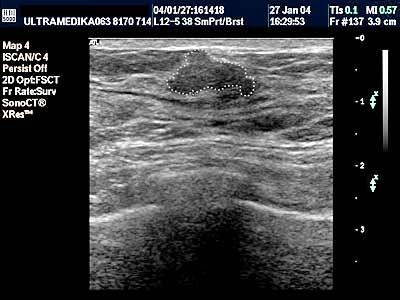 ULTRAMEDIKA063 8170 714
04/01/27:161418
L12-5 38 SmPrt/Brst
27 Jan 04
16:29:53
TIs 0.1 MI 0.57
Fr #137 3.9 cm
Map 4
ISCAN/C 4
Persist Off
2D Opt:FSCT
Fr Rate:Surv
SonoCT®
XRes™
0
1
2
3